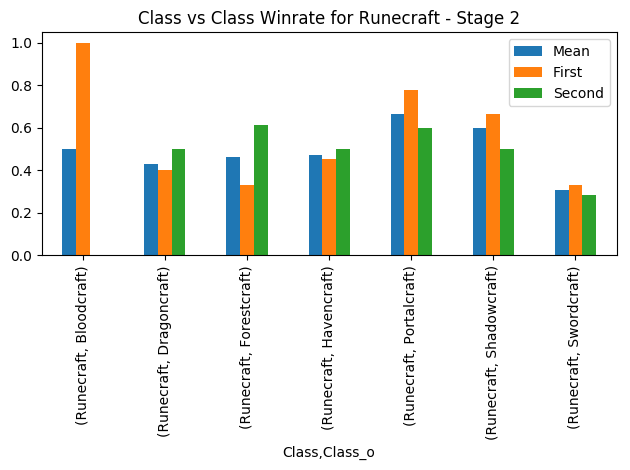 Class vs Class Winrate for Runecraft - Stage 2
1.0
0.8
0.6
0.4
0.2
0.0
Mean
First
Second
(Runecraft, Bloodcraft)
(Runecraft, Dragoncraft)
(Runecraft, Forestcraft)
(Runecraft, Havencraft)
(Runecraft, Portalcraft)
(Runecraft, Shadowcraft)
(Runecraft, Swordcraft)
Class,Class_o